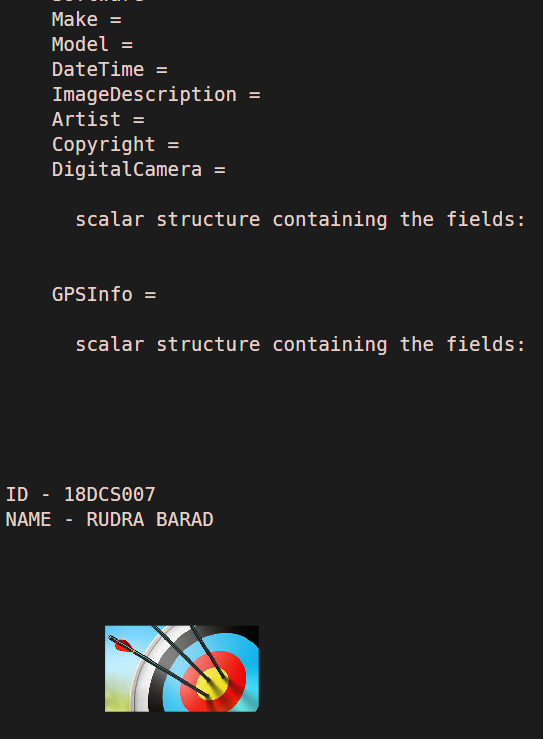 Software
Make =
Model =
DateTime =
ImageDescription =
Artist =
Copyright =
DigitalCamera =
scalar structure containing the fields:
GPSInfo =
scalar structure containing the fields:
ID - 18DCS007
NAME - RUDRA BARAD